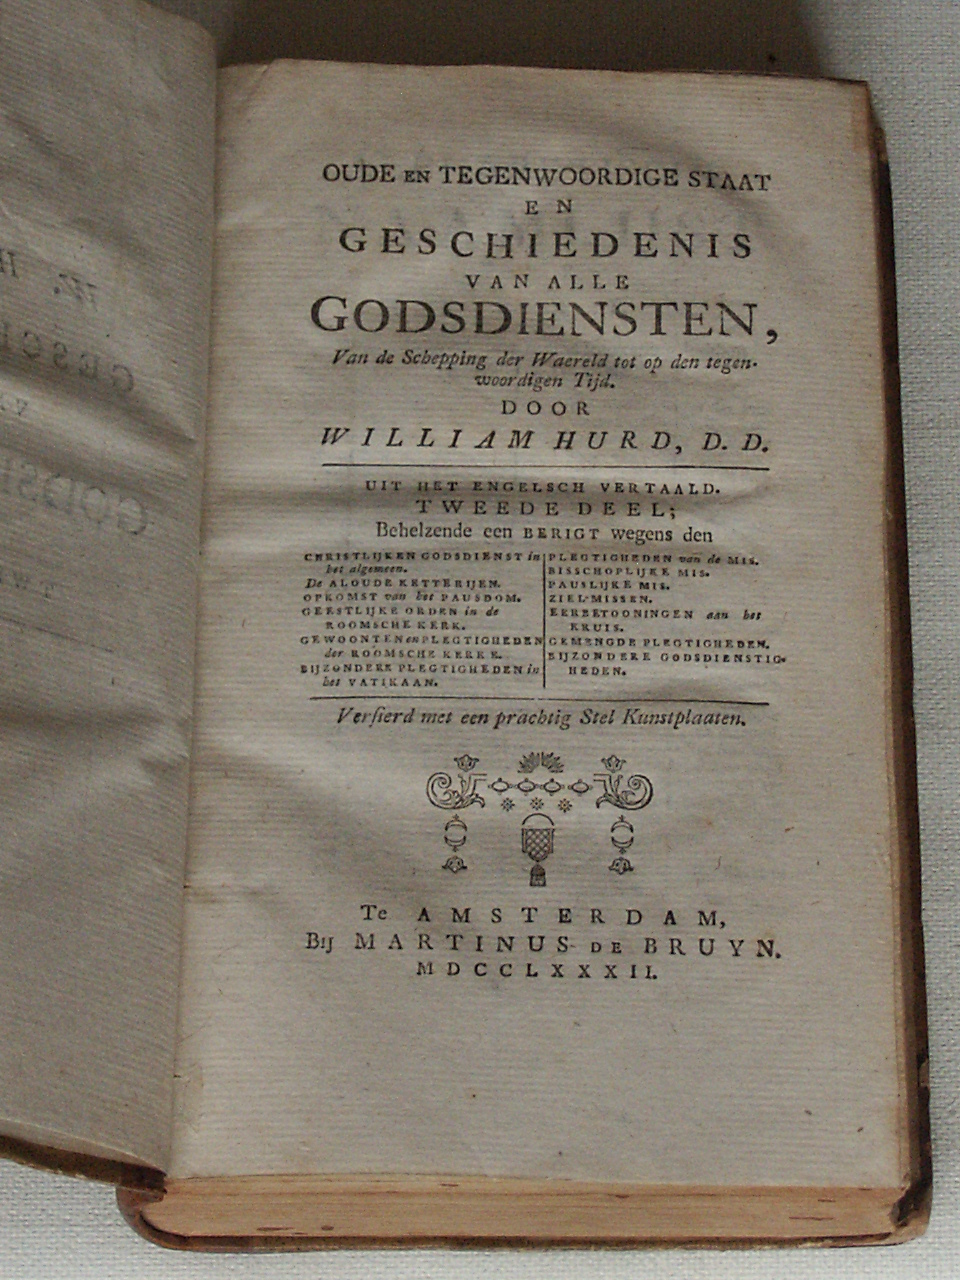 OUDE EN TEGENWOORDIGE STAAT
EN
GESCHIEDENIS
VAN ALLE
GODSDIENSTEN,
Van de Schepping der Waereld tot op den tegen-
woordigen Tijd.
DOOR
WILLIAM HURD, D. D.
UIT HET ENGELSCH VERTAALD.
TWEEDE DEEL;
Behelzende een BERIGT wegens den
CHRISTLIJKEN GODSDIENST in
het algemeen.
De ALOUDE KETTERIJEN.
OPKOMST van het PAUSDOM.
GEESTLIJKE ORDEN in de
ROOMSCHE KERK.
GEWOONTEN en PLEGTIGHEDEN
der ROOMSCHE KERKE.
BIJZONDERE PLEGTIGHEDEN in
het VATIKAAN.
PLEGTIGHEDEN van de MIS.
BISSCHOPLIJKE MIS.
PAUSLIJKE MIS.
ZIEL-MISSEN.
EERBETOONINGEN aan het
KRUIS.
GEMENGDE PLEGTIGHEDEN.
BIJZONDERE GODSDIENSTIG-
HEDEN.
Versierd met een prachtig Stel Kunstplaaten.
Te AMSTERDAM,
Bij MARTINUS DE BRUYN.
MDCCLXXXII.